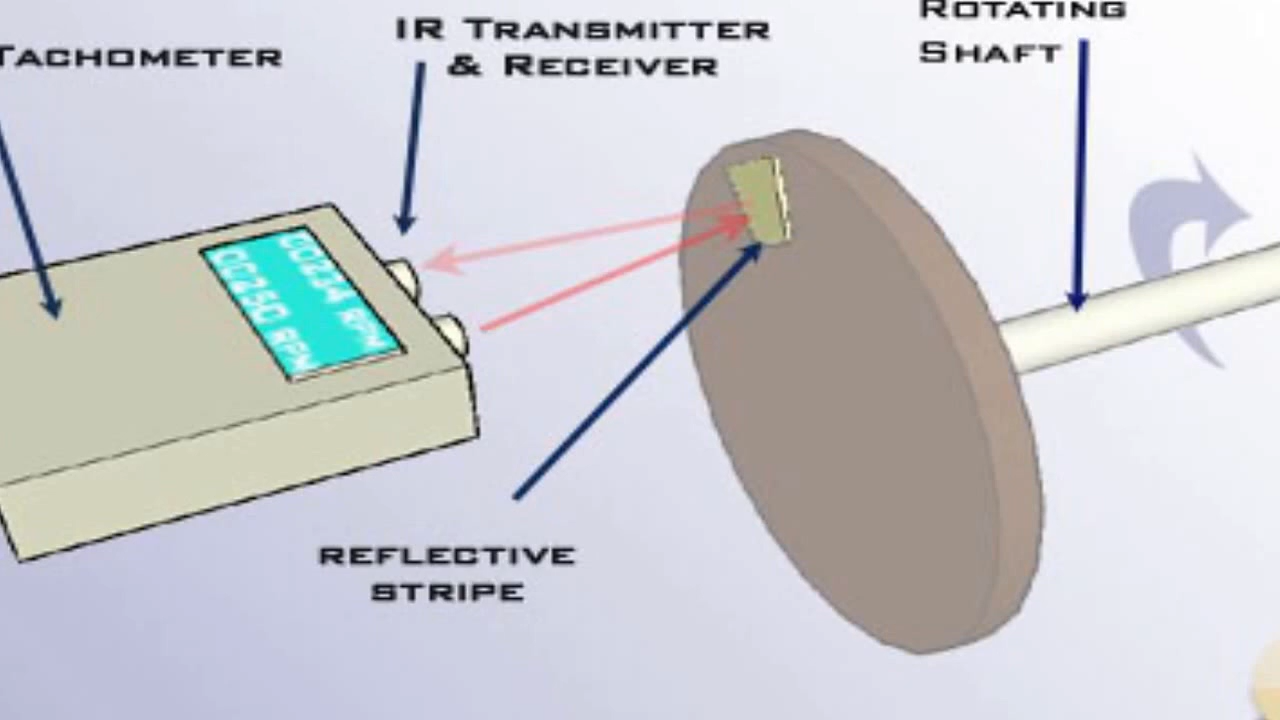 TACHOMETER
IR TRANSMITTER
& RECEIVER
ROTATING
SHAFT
00234 RPM
00250 RPM
REFLECTIVE
STRIPE